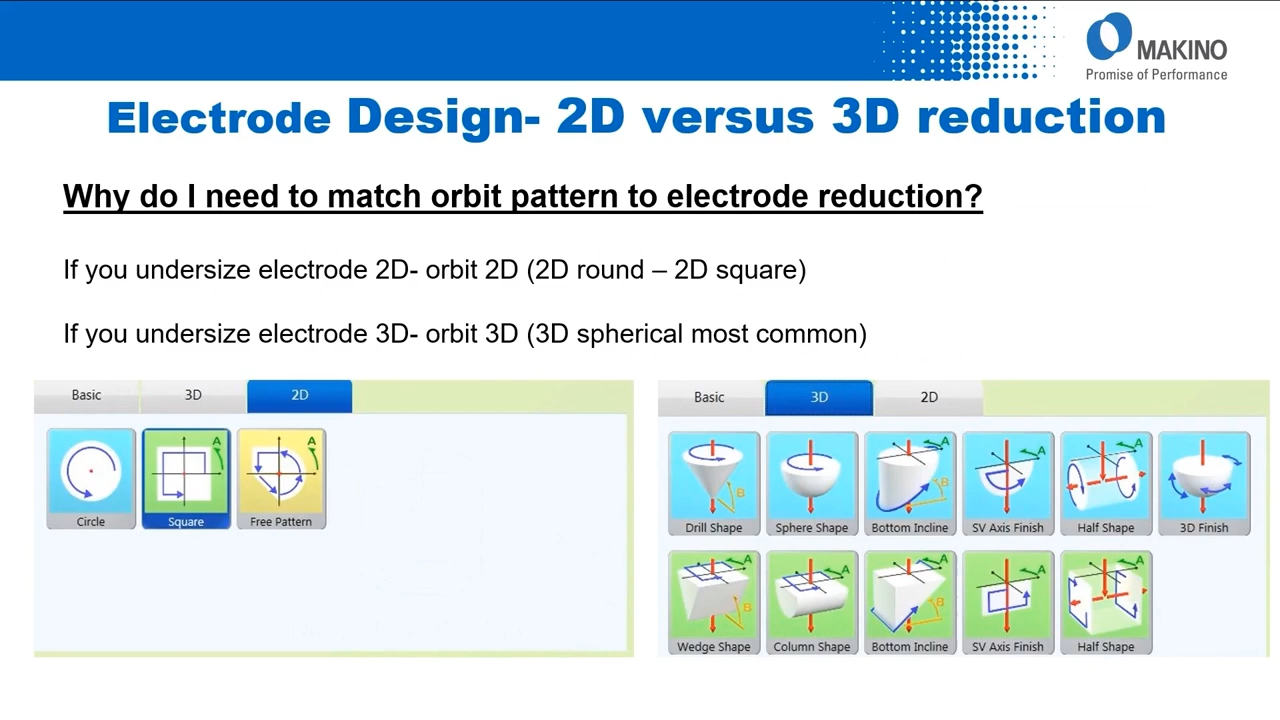 MAKINO
Promise of Performance
Electrode Design- 2D versus 3D reduction
Why do I need to match orbit pattern to electrode reduction?
If you undersize electrode 2D- orbit 2D (2D round – 2D square)
If you undersize electrode 3D- orbit 3D (3D spherical most common)
Basic 3D 2D
A A
Circle Square Free Pattern
Basic 3D 2D
B A B A A A
Drill Shape Sphere Shape Bottom Incline SV Axis Finish Half Shape 3D Finish
A B A A B A A
Wedge Shape Column Shape Bottom Incline SV Axis Finish Half Shape